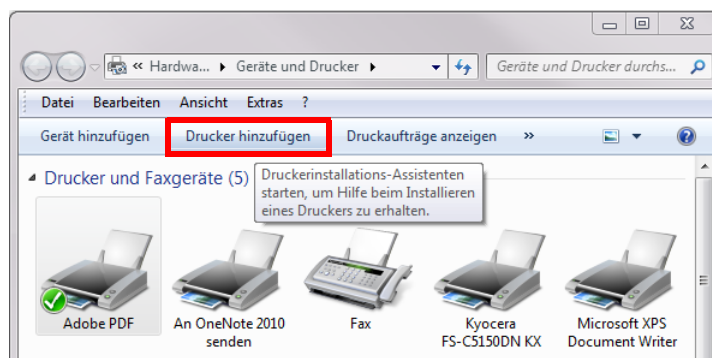 « Hardwa... Geräte und Drucker
Geräte und Drucker durchs...
Datei Bearbeiten Ansicht Extras ?
Gerät hinzufügen Drucker hinzufügen Druckaufträge anzeigen »
Drucker und Faxgeräte (5)
Druckerinstallations-Assistenten
starten, um Hilfe beim Installieren
eines Druckers zu erhalten.
Adobe PDF
An OneNote 2010
senden
Fax
Kyocera
FS-C5150DN KX
Microsoft XPS
Document Writer